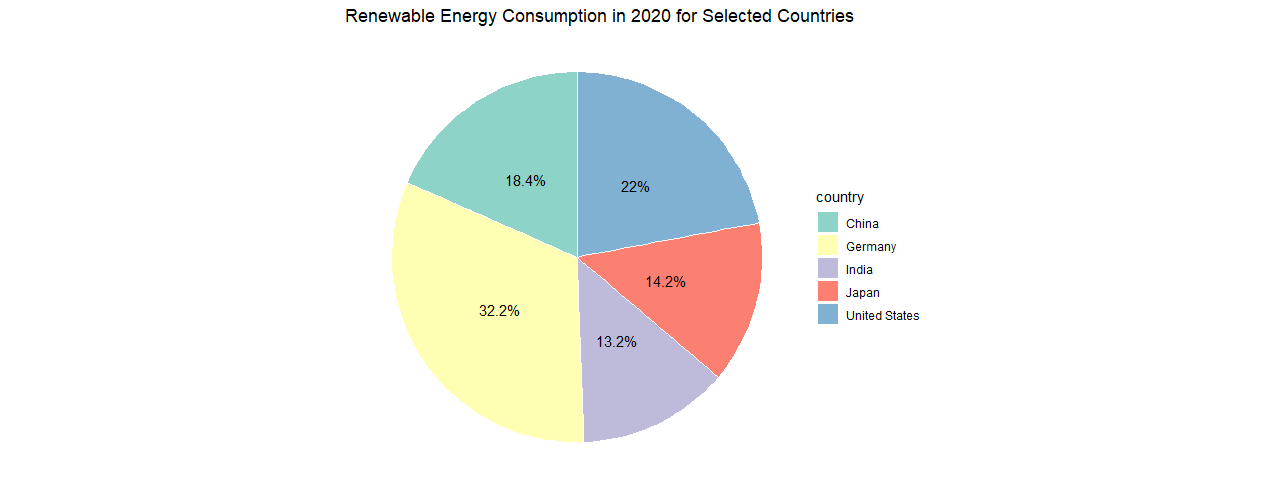 Renewable Energy Consumption in 2020 for Selected Countries
18.4%
22%
14.2%
32.2%
13.2%
country
China
Germany
India
Japan
United States